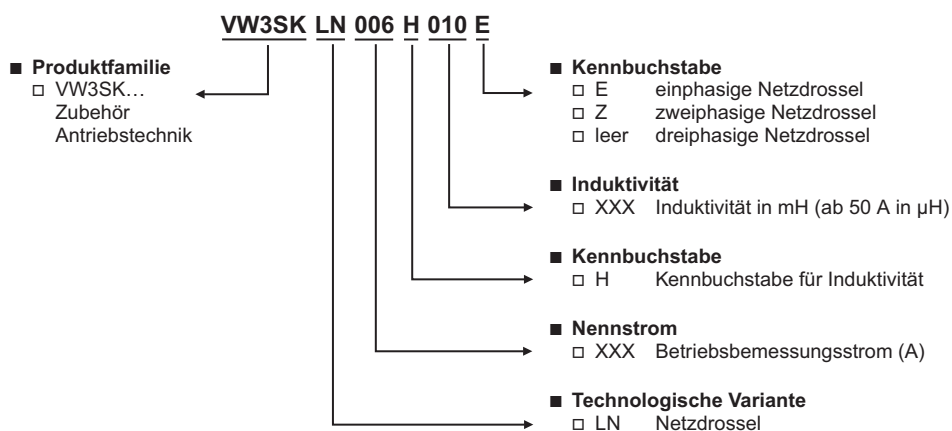 VW3SK LN 006 H 010 E
■ Produktfamilie
□ VW3SK…
Zubehör
Antriebstechnik
■ Kennbuchstabe
□ E einphasige Netzdrossel
□ Z zweiphasige Netzdrossel
□ leer dreiphasige Netzdrossel
■ Induktivität
□ XXX Induktivität in mH (ab 50 A in µH)
■ Kennbuchstabe
□ H Kennbuchstabe für Induktivität
■ Nennstrom
□ XXX Betriebsbemessungsstrom (A)
■ Technologische Variante
□ LN Netzdrossel